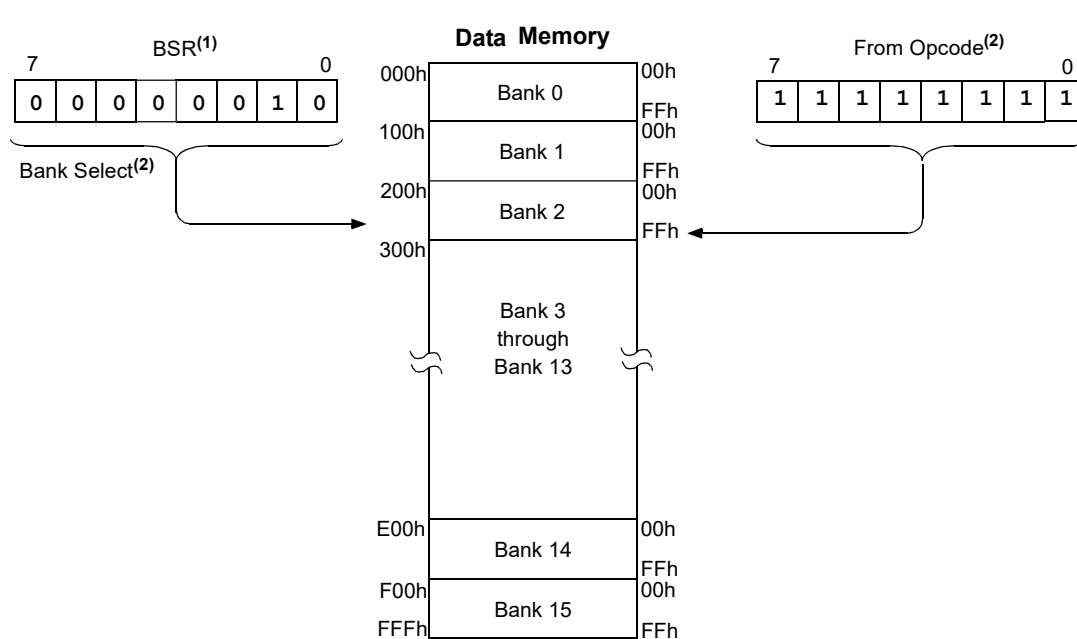 Data Memory
BSR(1)
7 0
0 0 0 0 0 0 1 0
Bank Select(2)
From Opcode(2)
7 0
1 1 1 1 1 1 1 1
000h Bank 0 00h
FFh
100h Bank 1 00h
FFh
200h Bank 2 00h
FFh
300h
Bank 3
through
Bank 13
E00h Bank 14 00h
FFh
F00h Bank 15 00h
FFFh FFh